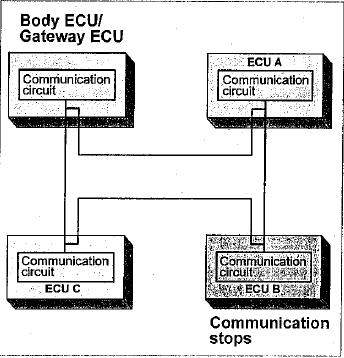 Body ECU/
Gateway ECU
Communication
circuit
ECU A
Communication
circuit
Communication
circuit
ECU C
Communication
circuit
ECU B
Communication
stops